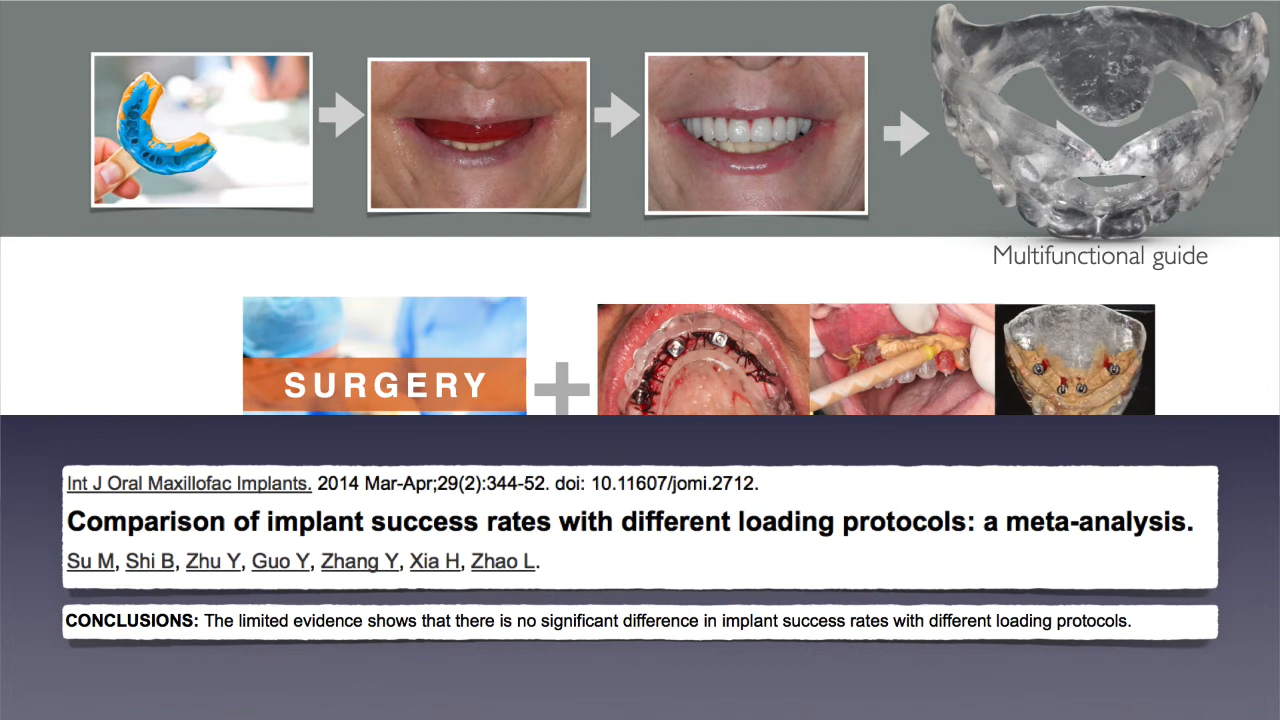 Multifunctional guide
SURGERY
Int J Oral Maxillofac Implants. 2014 Mar-Apr;29(2):344-52. doi: 10.11607/jomi.2712.
Comparison of implant success rates with different loading protocols: a meta-analysis.
Su M, Shi B, Zhu Y, Guo Y, Zhang Y, Xia H, Zhao L.
CONCLUSIONS: The limited evidence shows that there is no significant difference in implant success rates with different loading protocols.